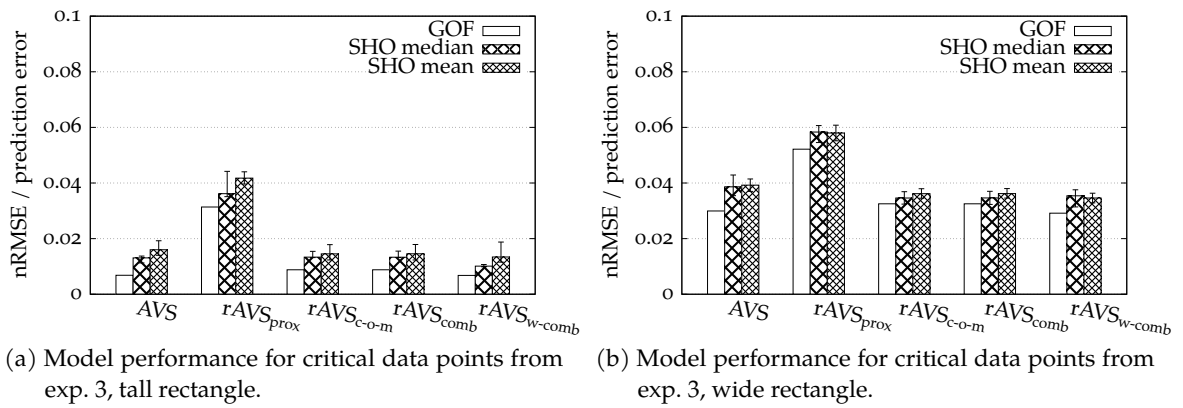 nRMSE / prediction error
0.1
0.08
0.06
0.04
0.02
0
GOF
SHO median
SHO mean
AVS
rAVSprox
rAVSc-o-m
rAVScomb
rAVSw-comb
(a) Model performance for critical data points from
exp. 3, tall rectangle.
nRMSE / prediction error
0.1
0.08
0.06
0.04
0.02
0
GOF
SHO median
SHO mean
AVS
rAVSprox
rAVSc-o-m
rAVScomb
rAVSw-comb
(b) Model performance for critical data points from
exp. 3, wide rectangle.